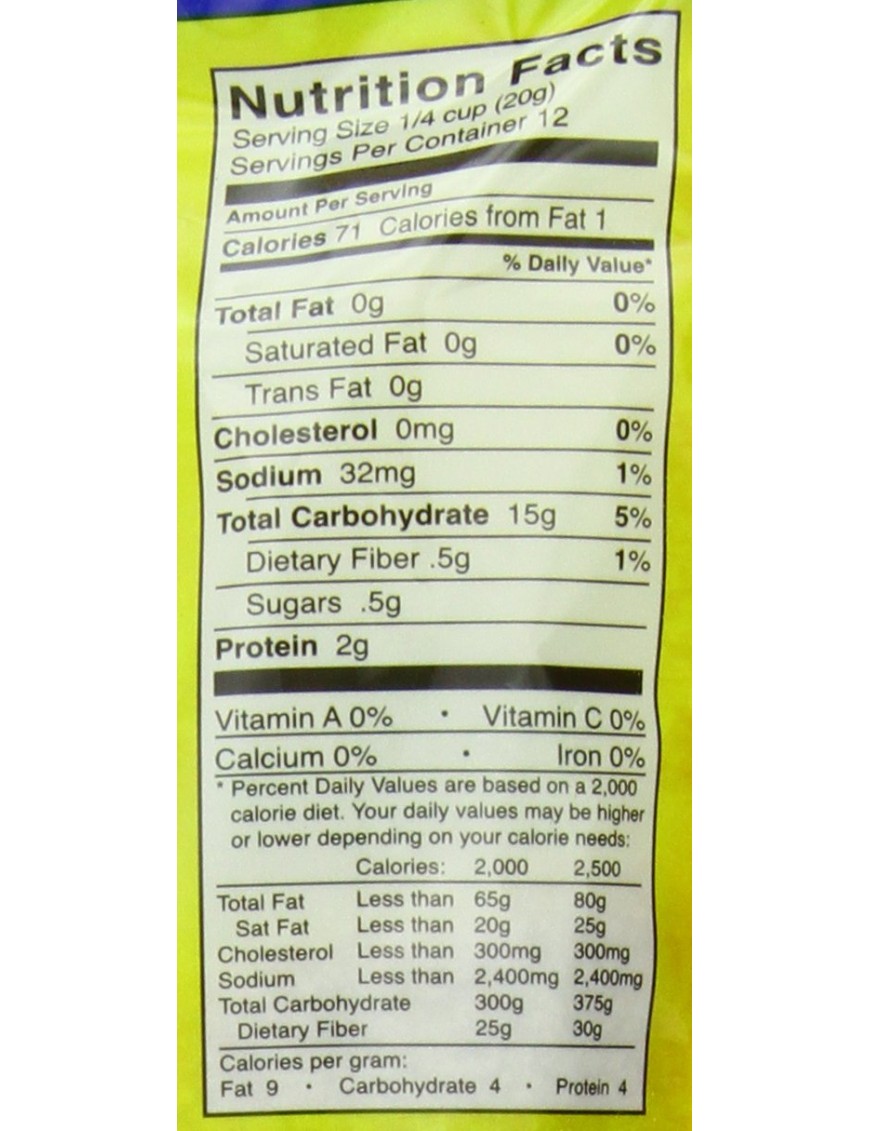 Nutrition Facts
Serving Size 1/4 cup (20g)
Servings Per Container 12
Amount Per Serving
Calories 71 Calories from Fat 1
% Daily Value*
Total Fat 0g 0%
Saturated Fat 0g 0%
Trans Fat 0g
Cholesterol 0mg 0%
Sodium 32mg 1%
Total Carbohydrate 15g 5%
Dietary Fiber .5g 1%
Sugars .5g
Protein 2g
Vitamin A 0% • Vitamin C 0%
Calcium 0% • Iron 0%
* Percent Daily Values are based on a 2,000
calorie diet. Your daily values may be higher
or lower depending on your calorie needs:
Calories: 2,000 2,500
Total Fat Less than 65g 80g
Sat Fat Less than 20g 25g
Cholesterol Less than 300mg 300mg
Sodium Less than 2,400mg 2,400mg
Total Carbohydrate 300g 375g
Dietary Fiber 25g 30g
Calories per gram:
Fat 9 • Carbohydrate 4 • Protein 4